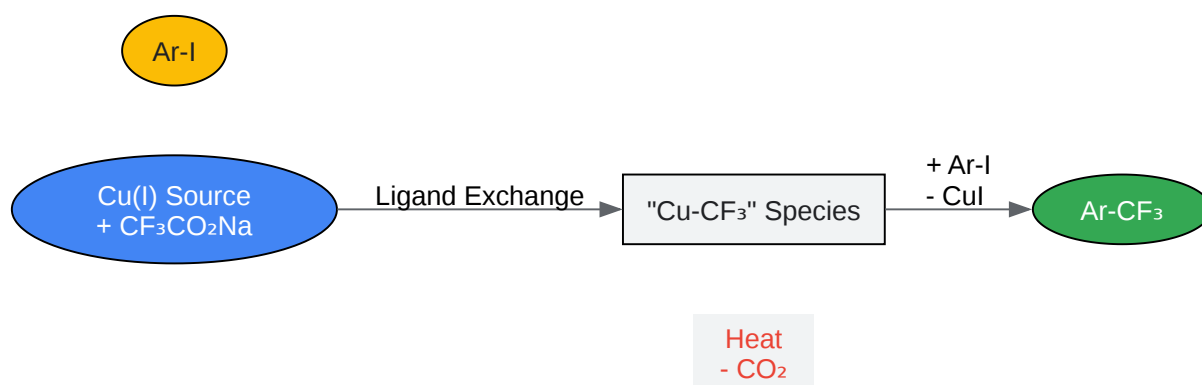 Ar-I
Cu(I) Source
+ CF₃CO₂Na
Ligand Exchange
"Cu-CF₃" Species
+ Ar-I
- CuI
Ar-CF₃
Heat
- CO₂